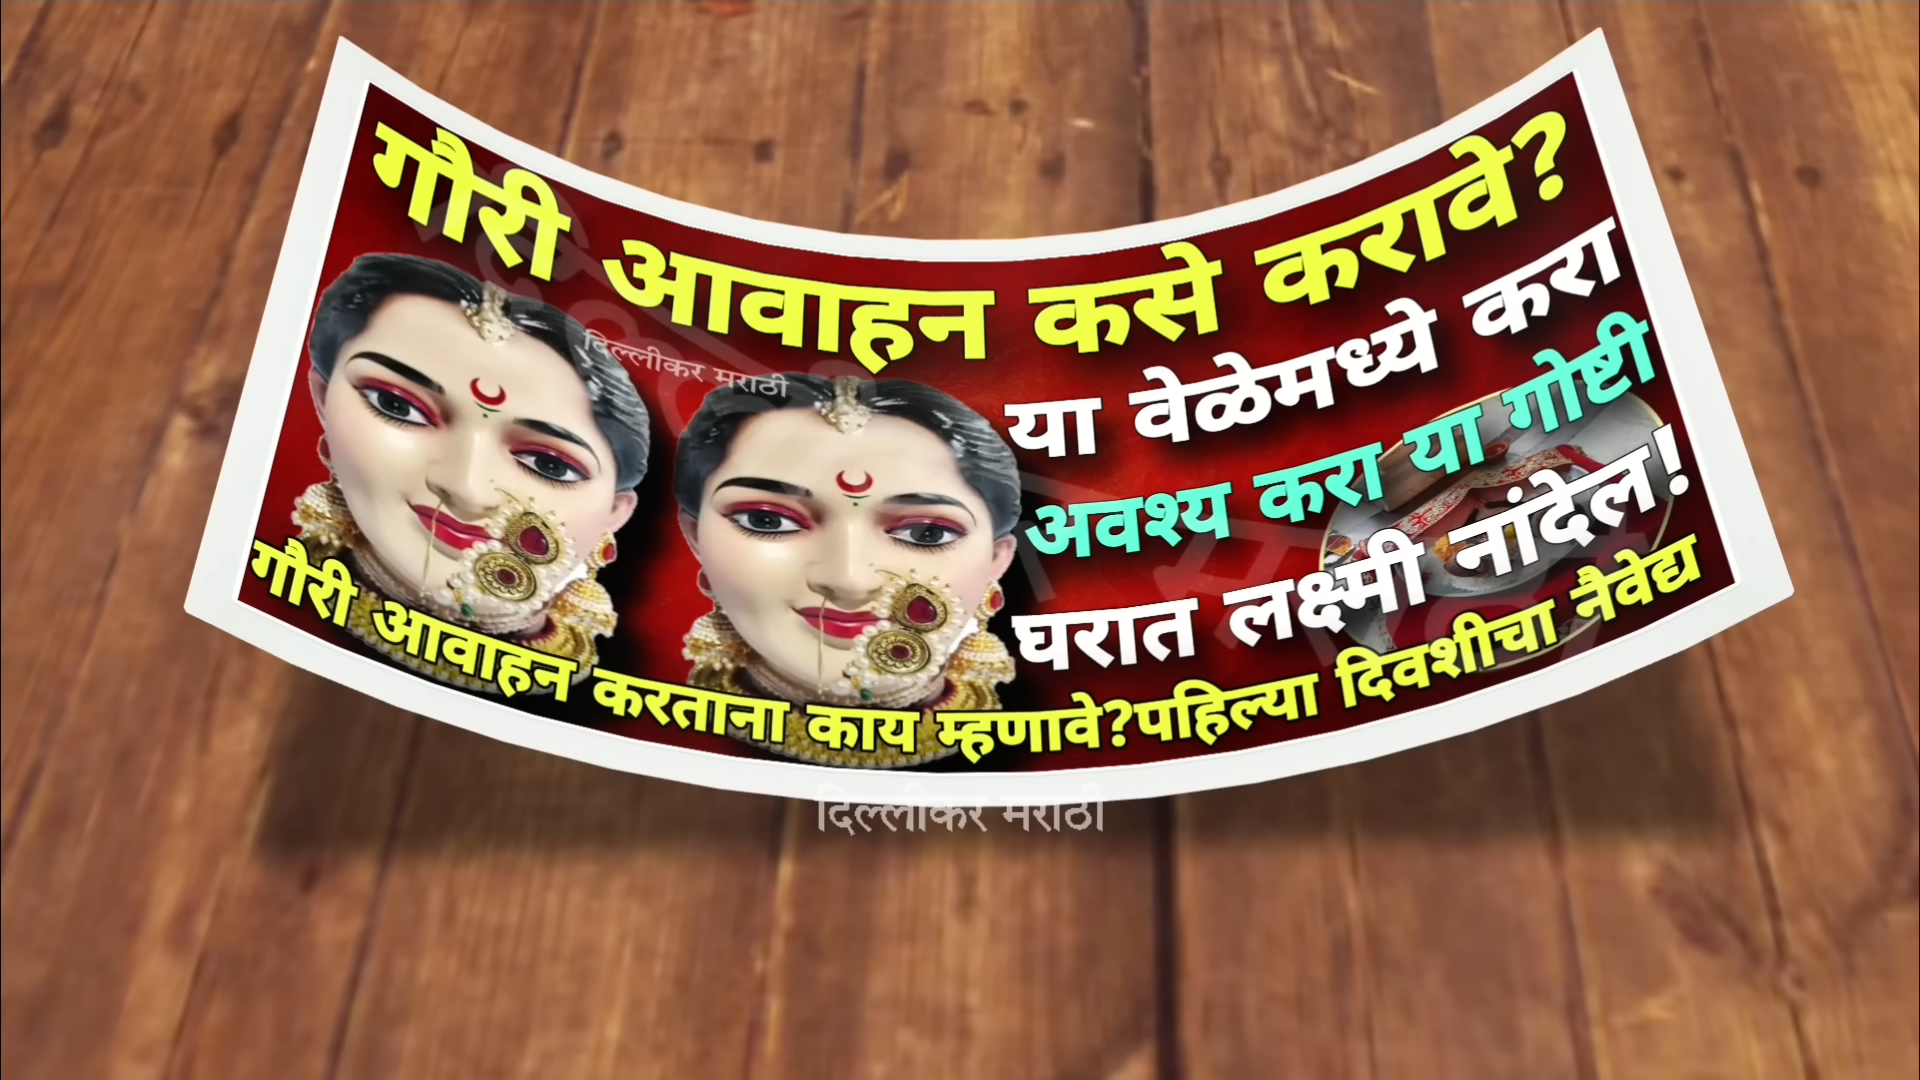 गौरी आवाहन कसे करावे?
दिल्लीकर मराठी
या वेळेमध्ये करा
अवश्य करा या गोष्टी
घरात लक्ष्मी नांदेल!
गौरी आवाहन करताना काय म्हणावे?पहिल्या दिवशीचा नैवेद्य
दिल्लीकर मराठी